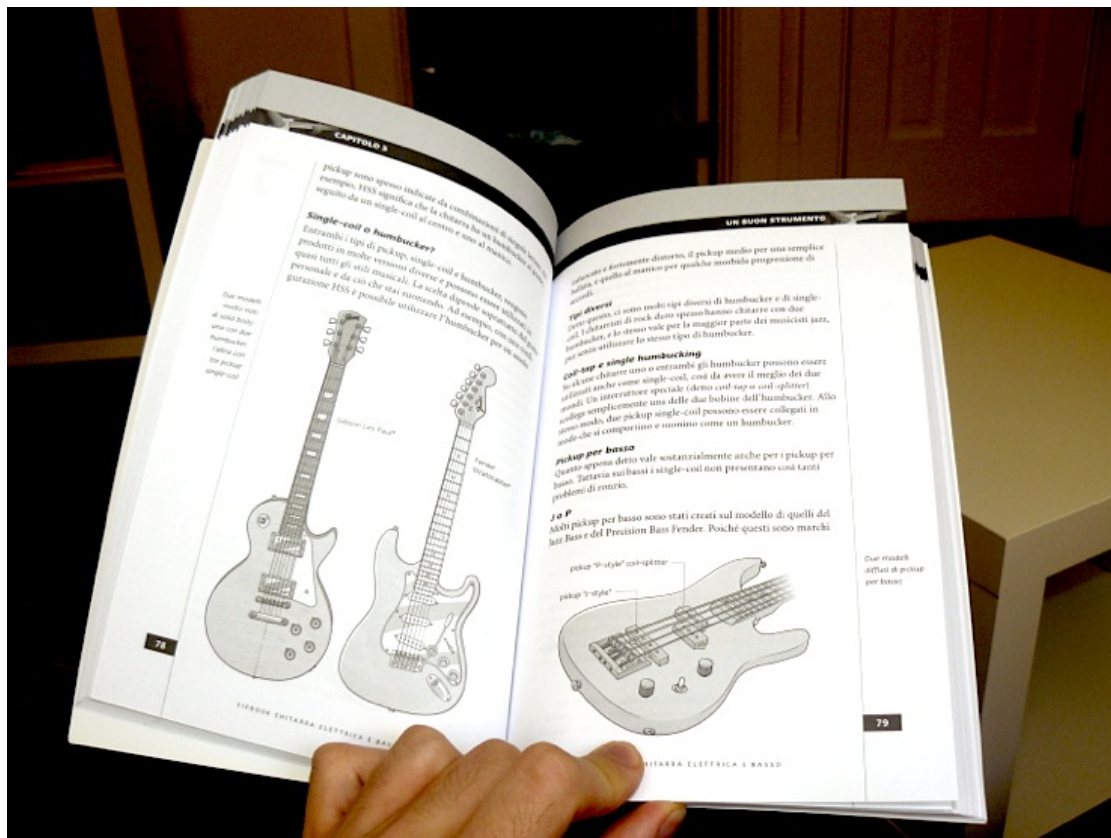 CAPITOLO 3
pickup sono spesso indicate da combinazioni di singole lettere. Ad
esempio, HSS significa che la chitarra ha un humbucker al ponte,
seguito da un single-coil al centro e uno al manico.
Single-coil o humbucker?
Entrambi i tipi di pickup, single-coil e humbucker, vengono
prodotti in molte versioni diverse e possono essere utilizzati in
quasi tutti gli stili musicali. La scelta dipende soprattutto dal gusto
personale e da ciò che stai suonando. Ad esempio, con una confi-
gurazione HSS è possibile utilizzare l'humbucker per un suono
Due modelli
molto noti
di solid body:
una con due
humbucker
l'altra con
tre pickup
single-coil
Gibson Les Paul®
Fender
Stratocaster®
78
TIPBOOK CHITARRA ELETTRICA E BASSO
UN BUON STRUMENTO
infuocato e fortemente distorto, il pickup medio per una semplice
ballata, e quello al manico per qualche morbida progressione di
accordi.
Tipi diversi
Detto questo, ci sono molti tipi diversi di humbucker e di single-
coil. I chitarristi di rock duro spesso hanno chitarre con due
humbucker, e lo stesso vale per la maggior parte dei musicisti jazz,
pur senza utilizzare lo stesso tipo di humbucker.
Coil-tap e single humbucking
Su alcune chitarre uno o entrambi gli humbucker possono essere
utilizzati anche come single-coil, così da avere il meglio dei due
mondi. Un interruttore speciale (detto coil-tap o coil-splitter)
scollega semplicemente una delle due bobine dell'humbucker. Allo
stesso modo, due pickup single-coil possono essere collegati in
modo che si comportino e suonino come un humbucker.
Pickup per basso
Quanto appena detto vale sostanzialmente anche per i pickup per
basso. Tuttavia sui bassi i single-coil non presentano così tanti
problemi di ronzio.
J o P
Molti pickup per basso sono stati creati sul modello di quelli del
Jazz Bass e del Precision Bass Fender. Poiché questi sono marchi
pickup "P-style" coil-splitter
pickup "J-style"
Due modelli
diffusi di pickup
per basso
79
CHITARRA ELETTRICA E BASSO